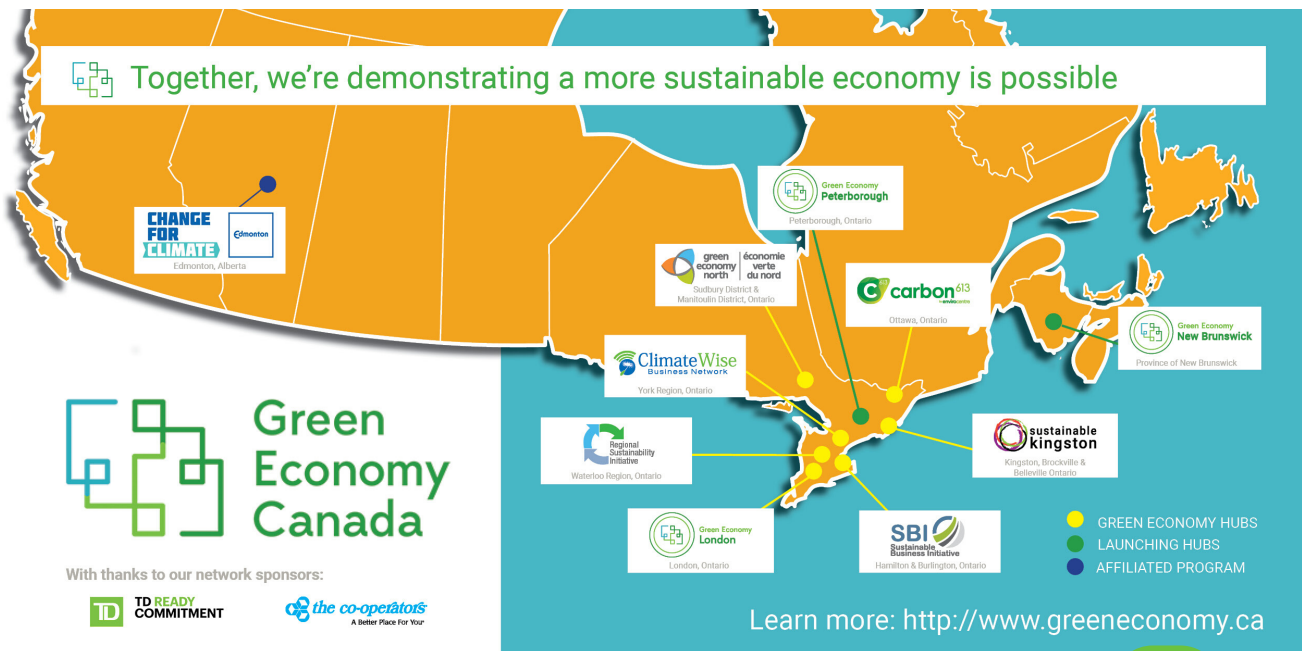 Together, we're demonstrating a more sustainable economy is possible
CHANGE
FOR
CLIMATE
Edmonton
Edmonton, Alberta
Green Economy
Peterborough
Peterborough, Ontario
green
economy
north
économie
verte
du nord
Sudbury District &
Manitoulin District, Ontario
carbon613
envirocentre
Ottawa, Ontario
Green Economy
New Brunswick
Province of New Brunswick
ClimateWise
Business Network
York Region, Ontario
Regional
Sustainability
Initiative
Waterloo Region, Ontario
sustainable
kingston
Kingston, Brockville &
Belleville Ontario
Green Economy
London
London, Ontario
SBI
Sustainable
Business Initiative
Hamilton & Burlington, Ontario
Green
Economy
Canada
GREEN ECONOMY HUBS
LAUNCHING HUBS
AFFILIATED PROGRAM
With thanks to our network sponsors:
TD
TD READY
COMMITMENT
the co-operators
A Better Place For You
Learn more: http://www.greeneconomy.ca